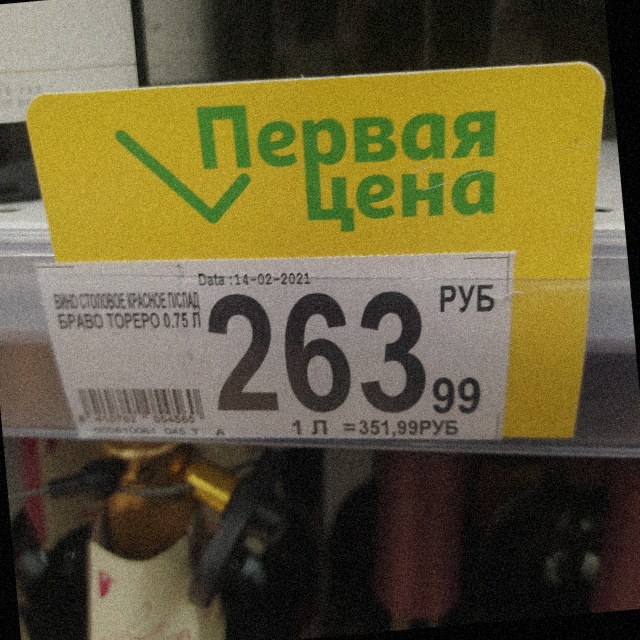 Первая
Цена
Data :14-02-2021
ВИНО СТОЛОВОЕ КРАСНОЕ П/СЛАД
БРАВО ТОРЕРО 0.75 Л
263 99
РУБ
1 Л =351,99РУБ